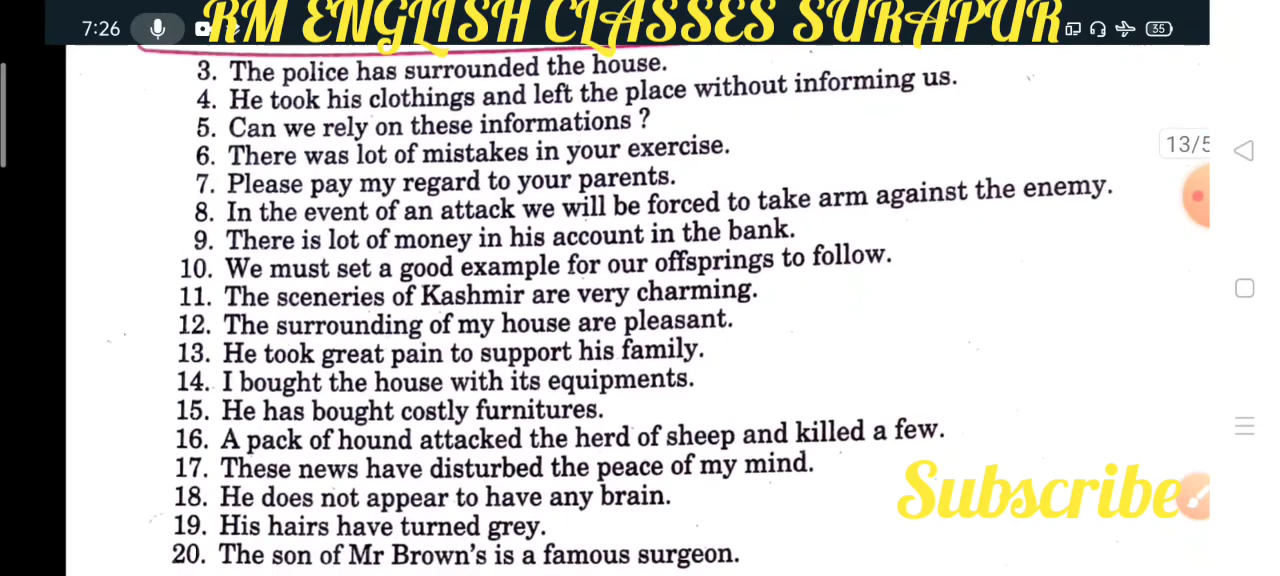 7:26 RM ENGLISH CLASSES SURAPUR 35
3. The police has surrounded the house.
4. He took his clothings and left the place without informing us.
5. Can we rely on these informations ?
13/5
6. There was lot of mistakes in your exercise.
7. Please pay my regard to your parents.
8. In the event of an attack we will be forced to take arm against the enemy.
9. There is lot of money in his account in the bank.
10. We must set a good example for our offsprings to follow.
11. The sceneries of Kashmir are very charming.
12. The surrounding of my house are pleasant.
13. He took great pain to support his family.
14. I bought the house with its equipments.
15. He has bought costly furnitures.
16. A pack of hound attacked the herd of sheep and killed a few.
17. These news have disturbed the peace of my mind.
Subscribe
18. He does not appear to have any brain.
19. His hairs have turned grey.
20. The son of Mr Brown's is a famous surgeon.